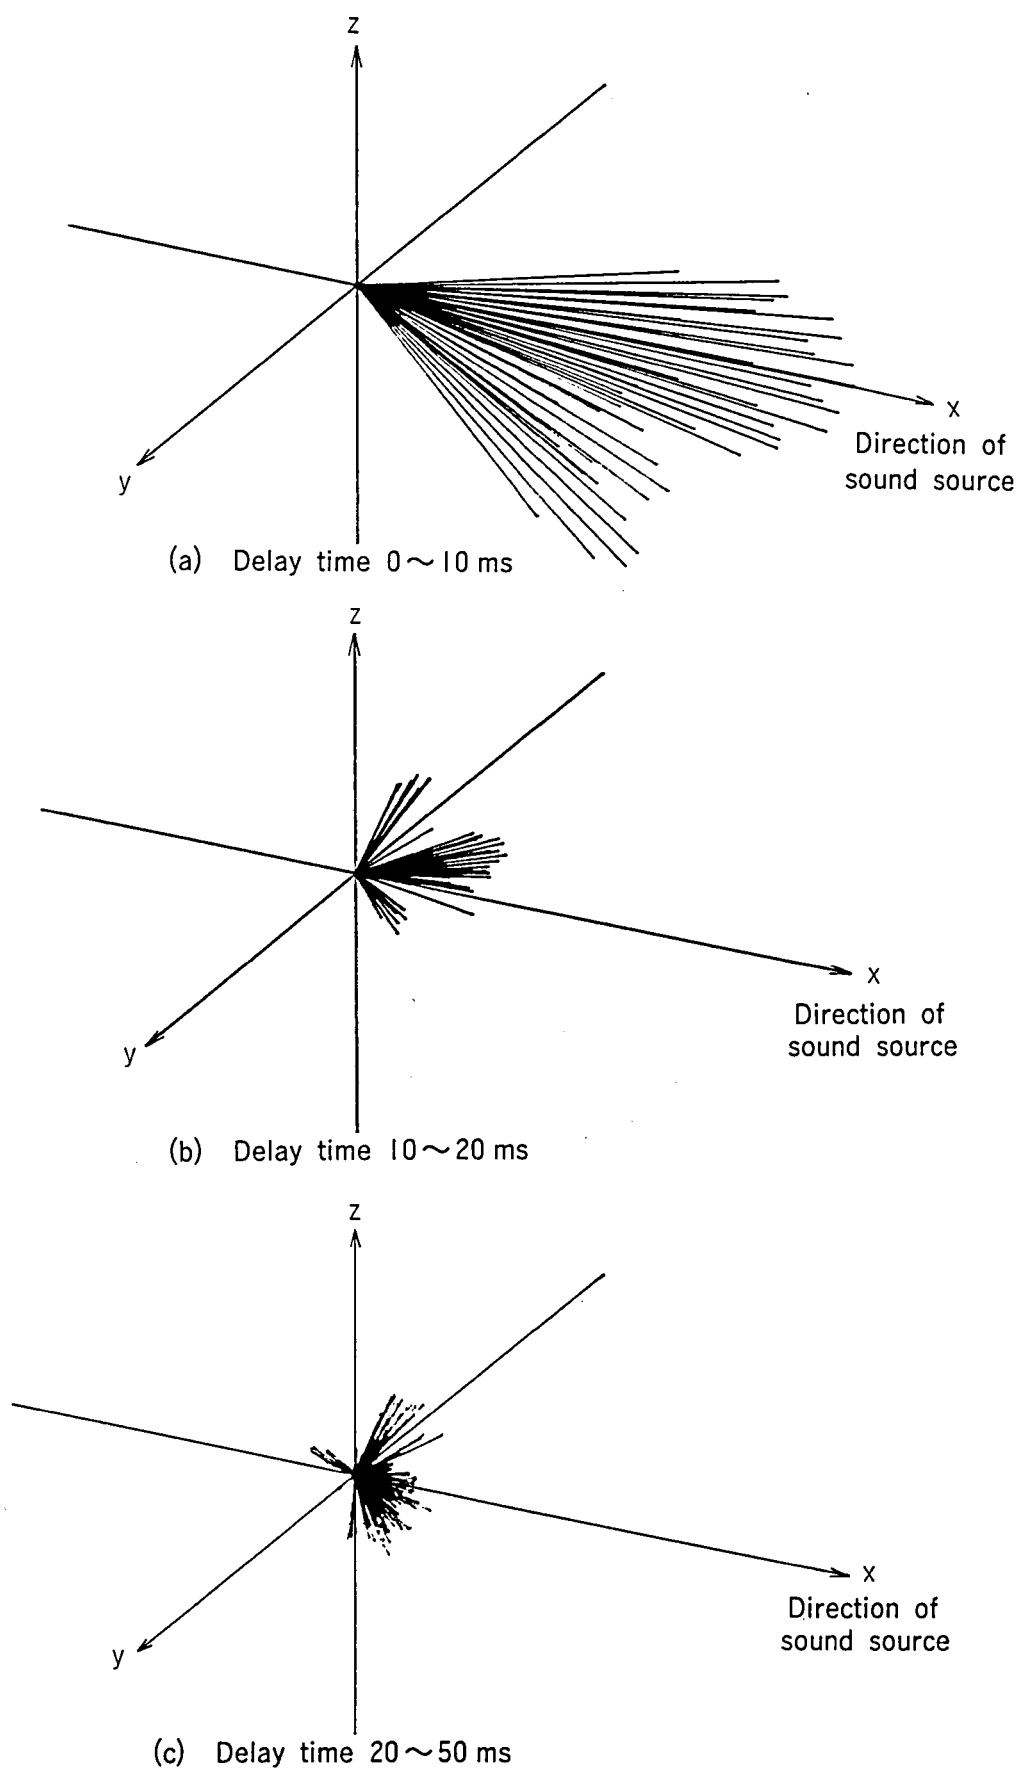 z
x
Direction of
sound source
y
(a) Delay time 0~10 ms
z
x
Direction of
sound source
y
(b) Delay time 10~20 ms
z
x
Direction of
sound source
y
(c) Delay time 20~50 ms